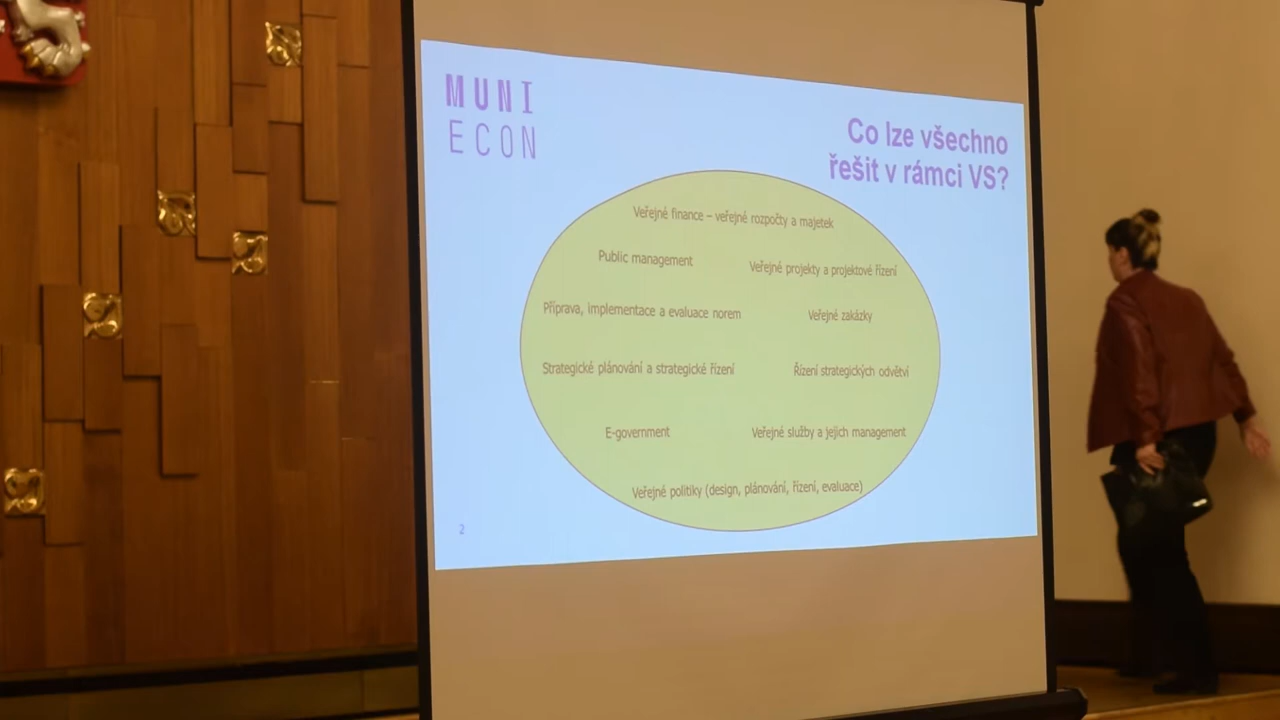 MUNI
ECON
Co lze všechno
řešit v rámci VS?
Veřejné finance – veřejné rozpočty a majetek
Public management
Veřejné projekty a projektové řízení
Příprava, implementace a evaluace norem
Veřejné zakázky
Strategické plánování a strategické řízení
Řízení strategických odvětví
E-government
Veřejné služby a jejich management
Veřejné politiky (design, plánování, řízení, evaluace)
2